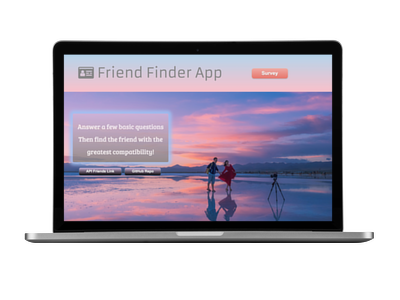 Friend Finder App
Survey
Answer a few basic questions
Then find the friend with the
greatest compatibility!
API Friends Link
GitHub Repo